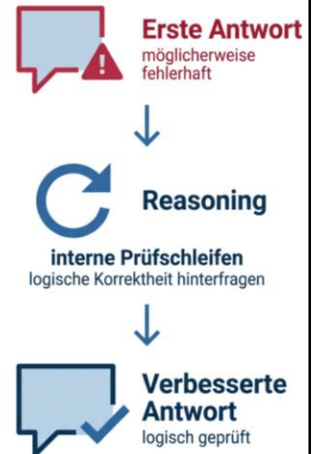 Erste Antwort
möglicherweise
fehlerhaft
Reasoning
interne Prüfschleifen
logische Korrektheit hinterfragen
Verbesserte
Antwort
logisch geprüft